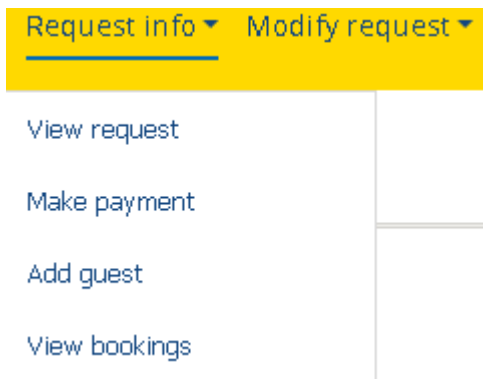 Request info Modify request
View request
Make payment
Add guest
View bookings